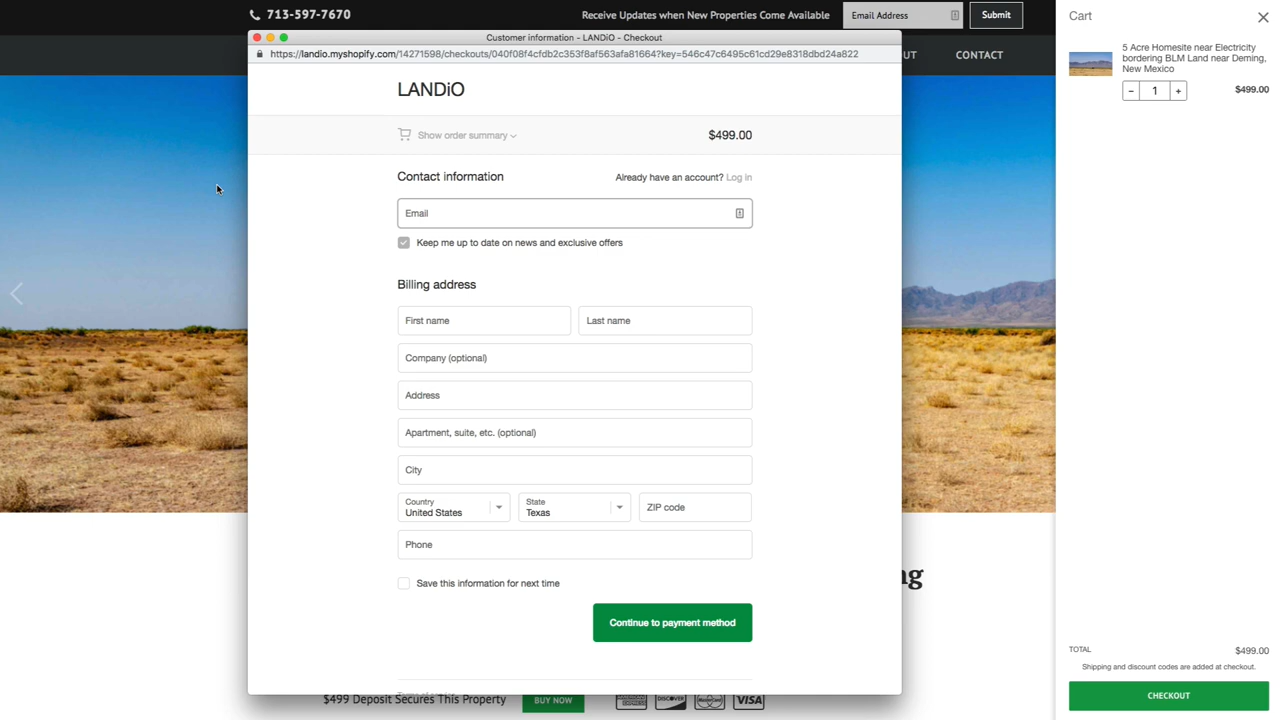 713-597-7670
Receive Updates when New Properties Come Available
Email Address
Submit
CONTACT
Customer information - LANDiO - Checkout
https://landio.myshopify.com/14271598/checkouts/040f08f4cfdb2c353f8af563afa81664?key=546c47c6495c61cd29e8318dbd24a822
LANDiO
Show order summary
$499.00
Contact information
Already have an account? Log in
Email
Keep me up to date on news and exclusive offers
Billing address
First name
Last name
Company (optional)
Address
Apartment, suite, etc. (optional)
City
Country
United States
State
Texas
ZIP code
Phone
Save this information for next time
Continue to payment method
$499 Deposit Secures This Property
BUY NOW
DISCOVER
MasterCard
VISA
Cart
5 Acre Homesite near Electricity
bordering BLM Land near Deming,
New Mexico
− 1 +
$499.00
TOTAL
$499.00
Shipping and discount codes are added at checkout.
CHECKOUT